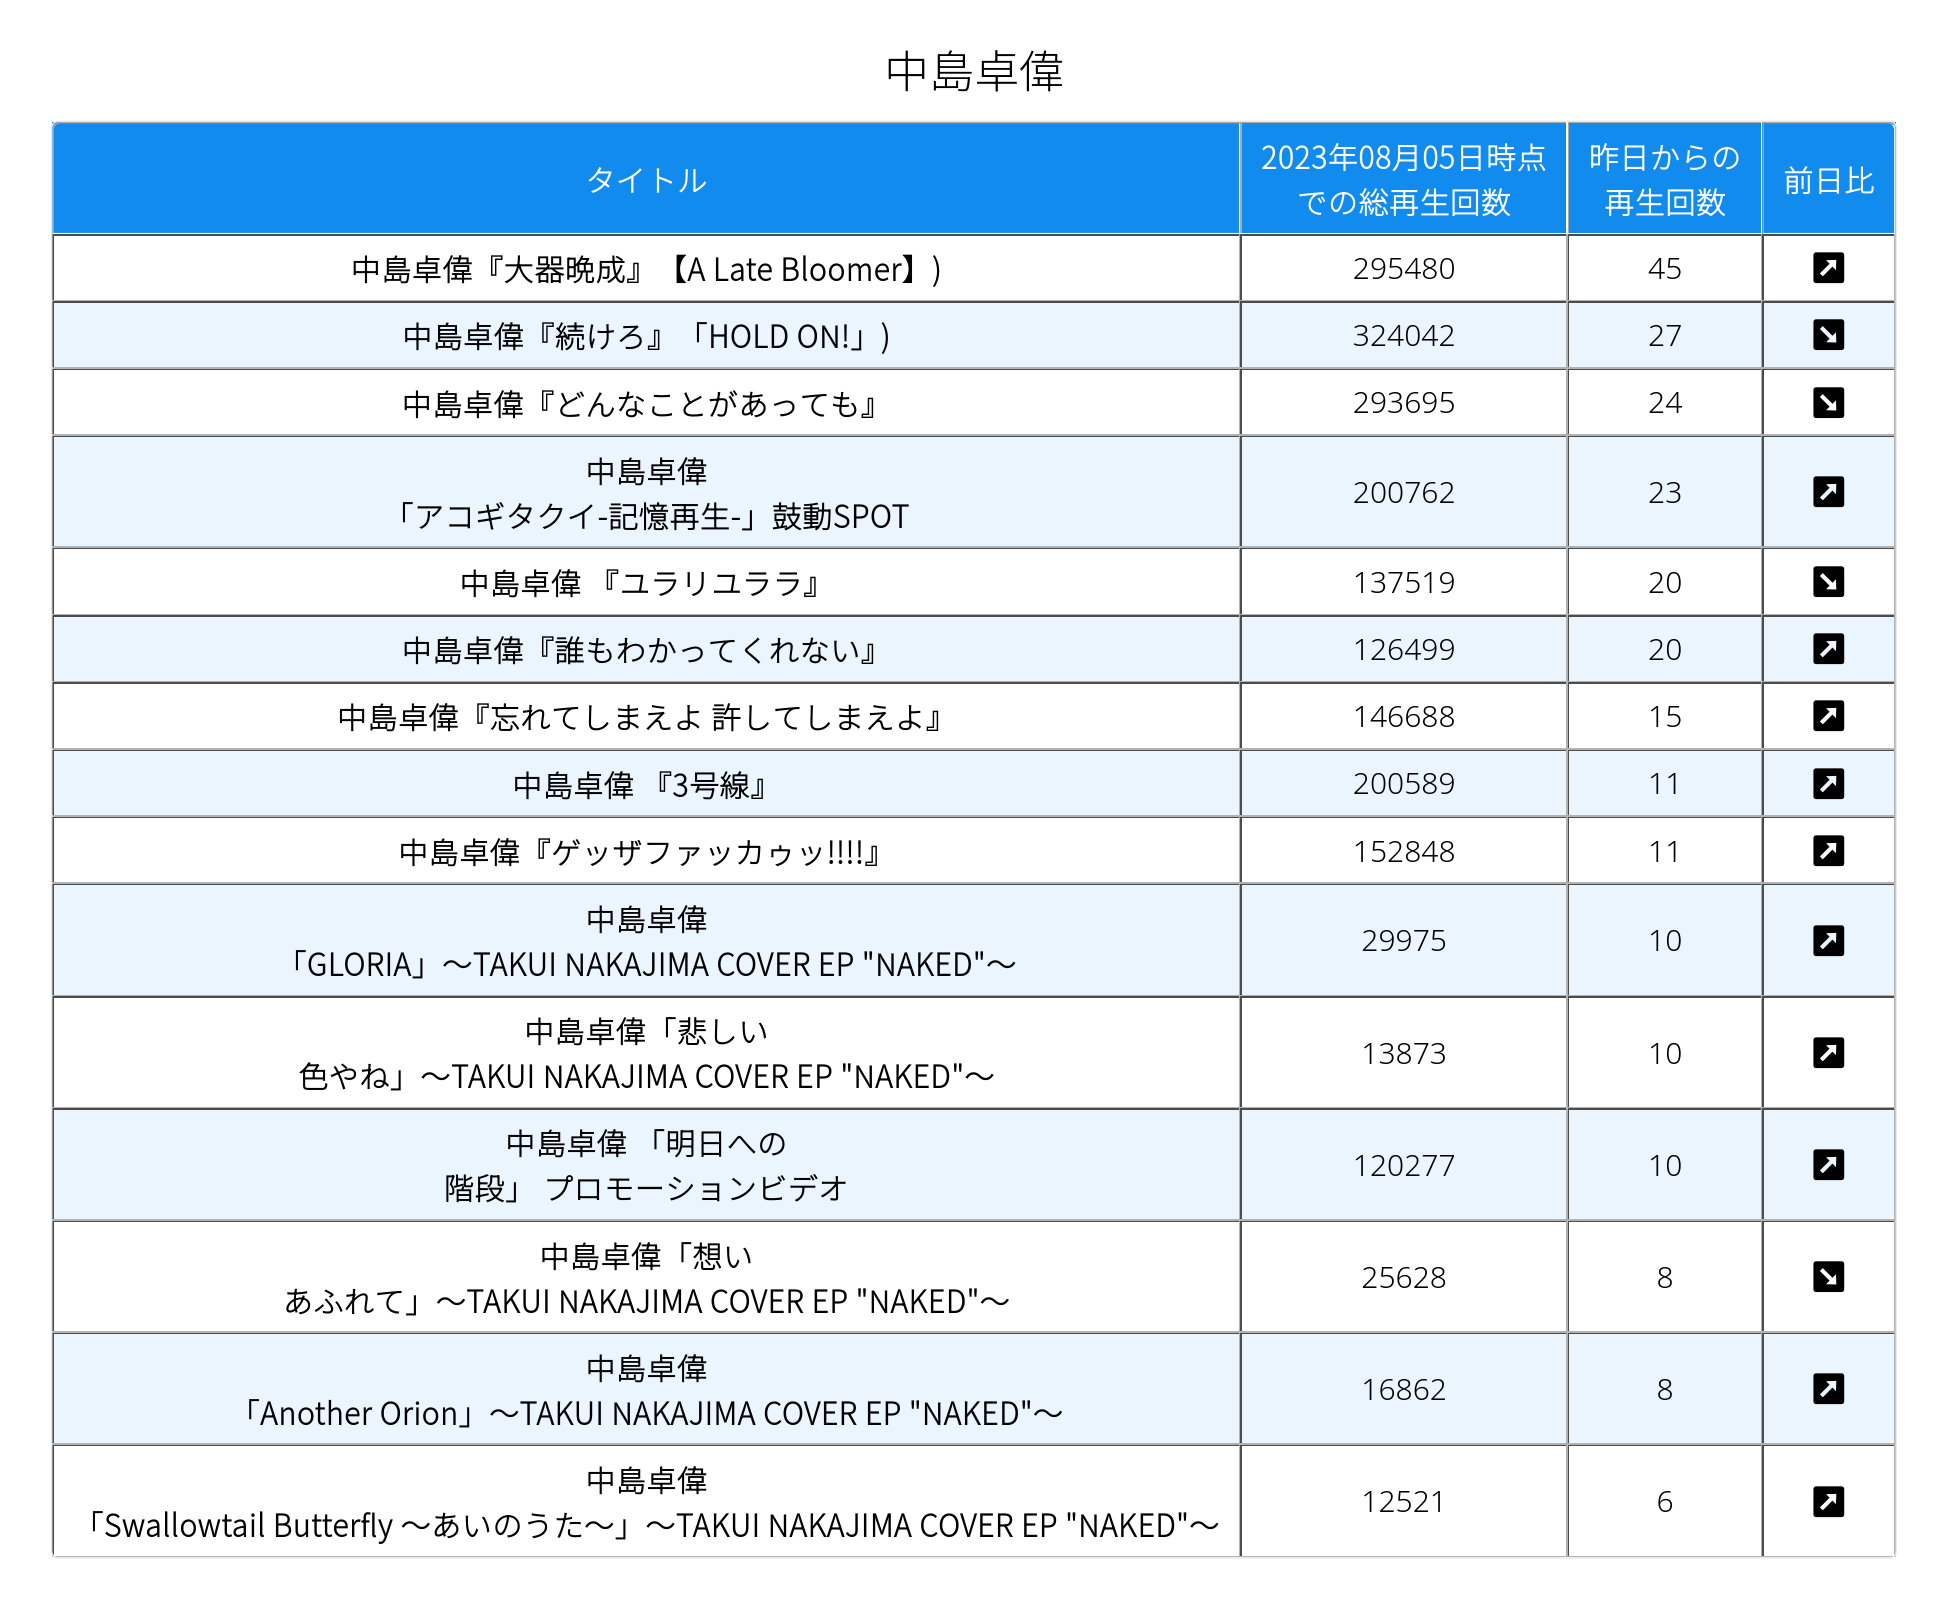 中島卓偉
タイトル
2023年08月05日時点
での総再生回数
昨日からの
再生回数
前日比
中島卓偉『大器晩成』【A Late Bloomer】)
295480
45
中島卓偉『続けろ』「HOLD ON!」)
324042
27
中島卓偉『どんなことがあっても』
293695
24
中島卓偉
「アコギタクイ-記憶再生-」鼓動SPOT
200762
23
中島卓偉 『ユラリユララ』
137519
20
中島卓偉『誰もわかってくれない』
126499
20
中島卓偉『忘れてしまえよ 許してしまえよ』
146688
15
中島卓偉 『3号線』
200589
11
中島卓偉『ゲッザファッカゥッ!!!!』
152848
11
中島卓偉
「GLORIA」〜TAKUI NAKAJIMA COVER EP "NAKED"〜
29975
10
中島卓偉「悲しい
色やね」〜TAKUI NAKAJIMA COVER EP "NAKED"〜
13873
10
中島卓偉 「明日への
階段」 プロモーションビデオ
120277
10
中島卓偉「想い
あふれて」〜TAKUI NAKAJIMA COVER EP "NAKED"〜
25628
8
中島卓偉
「Another Orion」〜TAKUI NAKAJIMA COVER EP "NAKED"〜
16862
8
中島卓偉
「Swallowtail Butterfly 〜あいのうた〜」〜TAKUI NAKAJIMA COVER EP "NAKED"〜
12521
6